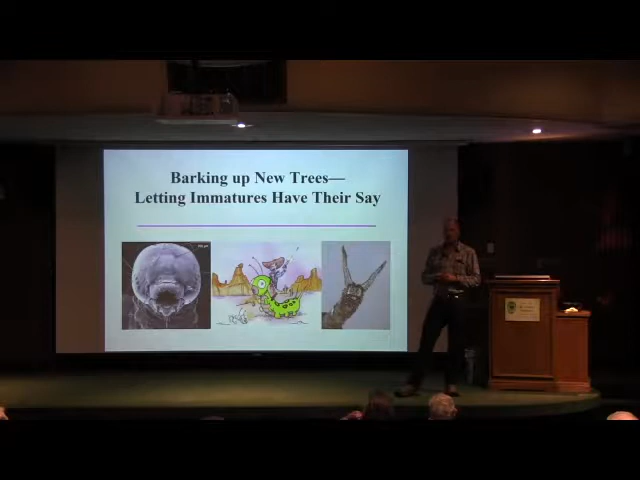 Barking up New Trees—
Letting Immatures Have Their Say